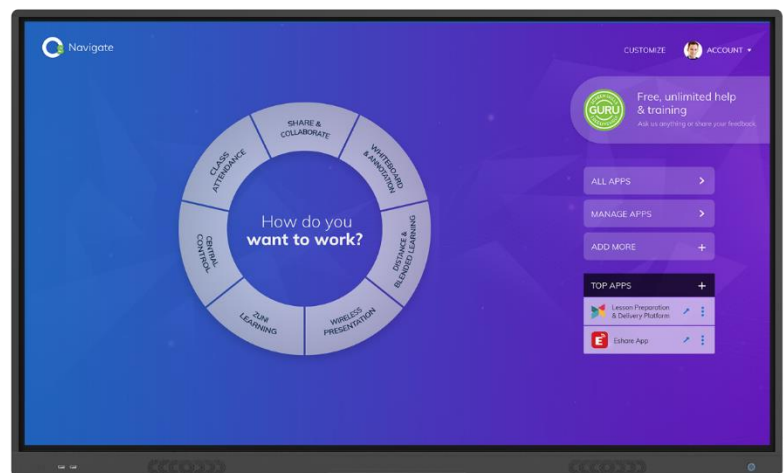 Navigate
CUSTOMIZE
ACCOUNT
GURU
Free, unlimited help
& training
Ask us anything or share your feedback
SHARE &
COLLABORATE
WHITEBOARD
& ANNOTATION
DISTANCE &
BLENDED LEARNING
WIRELESS
PRESENTATION
ZUNI
LEARNING
CENTRAL
CONTROL
CLASS
ATTENDANCE
How do you
want to work?
ALL APPS
MANAGE APPS
ADD MORE +
TOP APPS +
Lesson Preparation
& Delivery Platform
E Eshare App